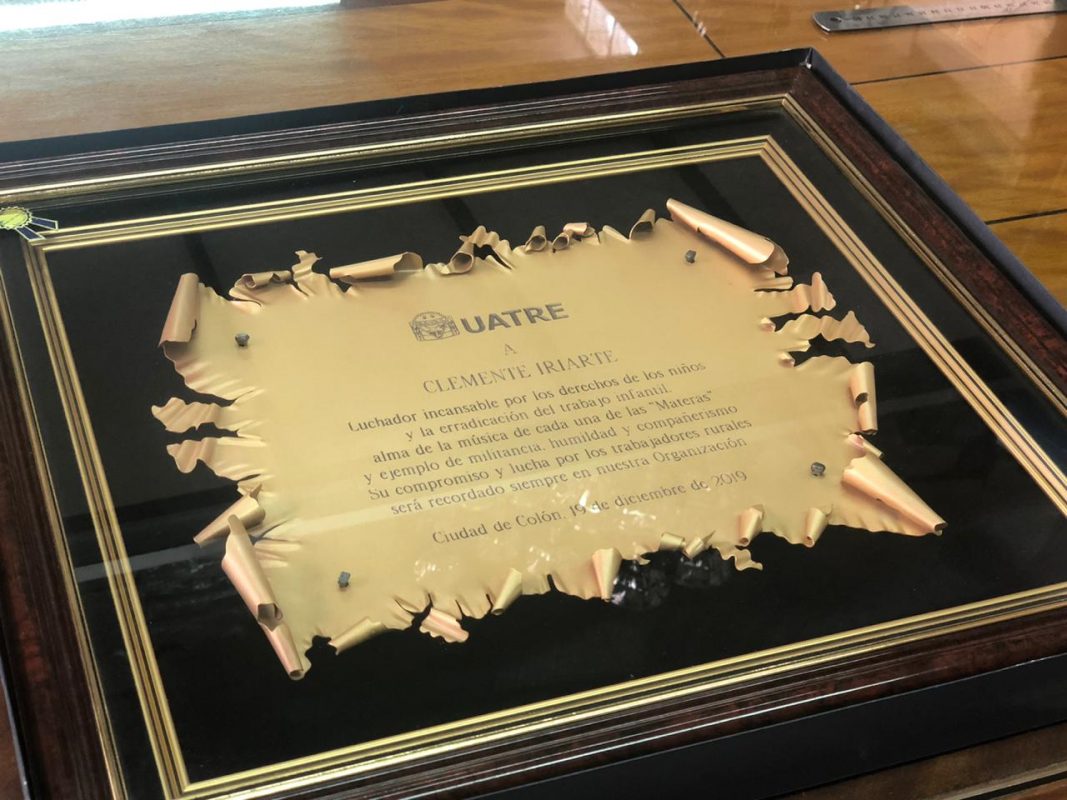 UATRE
A
CLEMENTE IRIARTE
Luchador incansable por los derechos de los niños
y la erradicación del trabajo infantil,
alma de la música de cada una de las "Materas"
y ejemplo de militancia, humildad y compañerismo
Su compromiso y lucha por los trabajadores rurales
será recordado siempre en nuestra Organización
Ciudad de Colón, 19 de diciembre de 2019